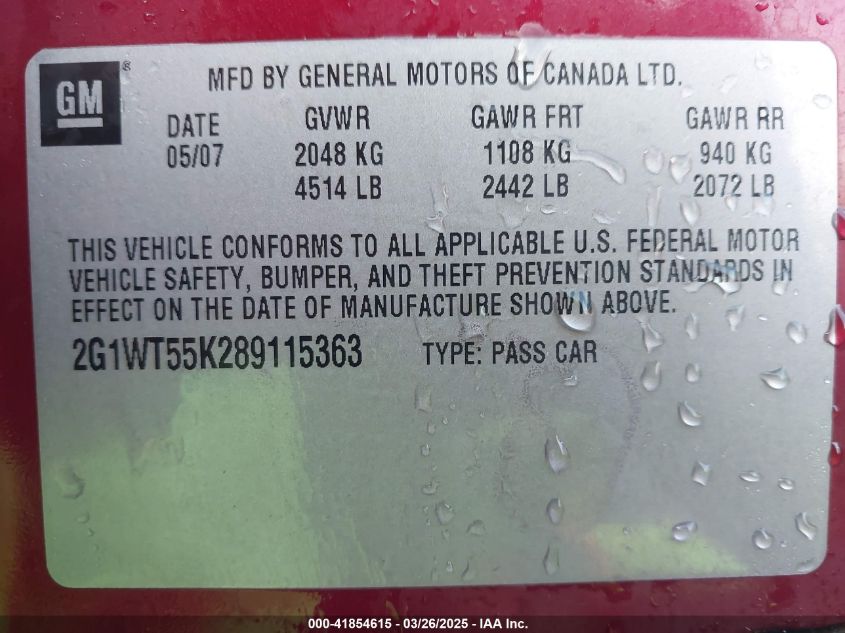 GM ®
MFD BY GENERAL MOTORS OF CANADA LTD.
DATE GVWR GAWR FRT GAWR RR
05/07 2048 KG 1108 KG 940 KG
4514 LB 2442 LB 2072 LB
THIS VEHICLE CONFORMS TO ALL APPLICABLE U.S. FEDERAL MOTOR
VEHICLE SAFETY, BUMPER, AND THEFT PREVENTION STANDARDS IN
EFFECT ON THE DATE OF MANUFACTURE SHOWN ABOVE.
2G1WT55K289115363 TYPE: PASS CAR
000-41854615 - 03/26/2025 - IAA Inc.